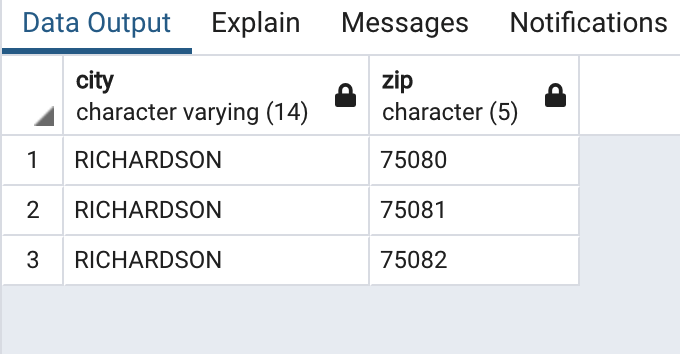 Data Output Explain Messages Notifications
city zip
character varying (14) character (5)
1 RICHARDSON 75080
2 RICHARDSON 75081
3 RICHARDSON 75082